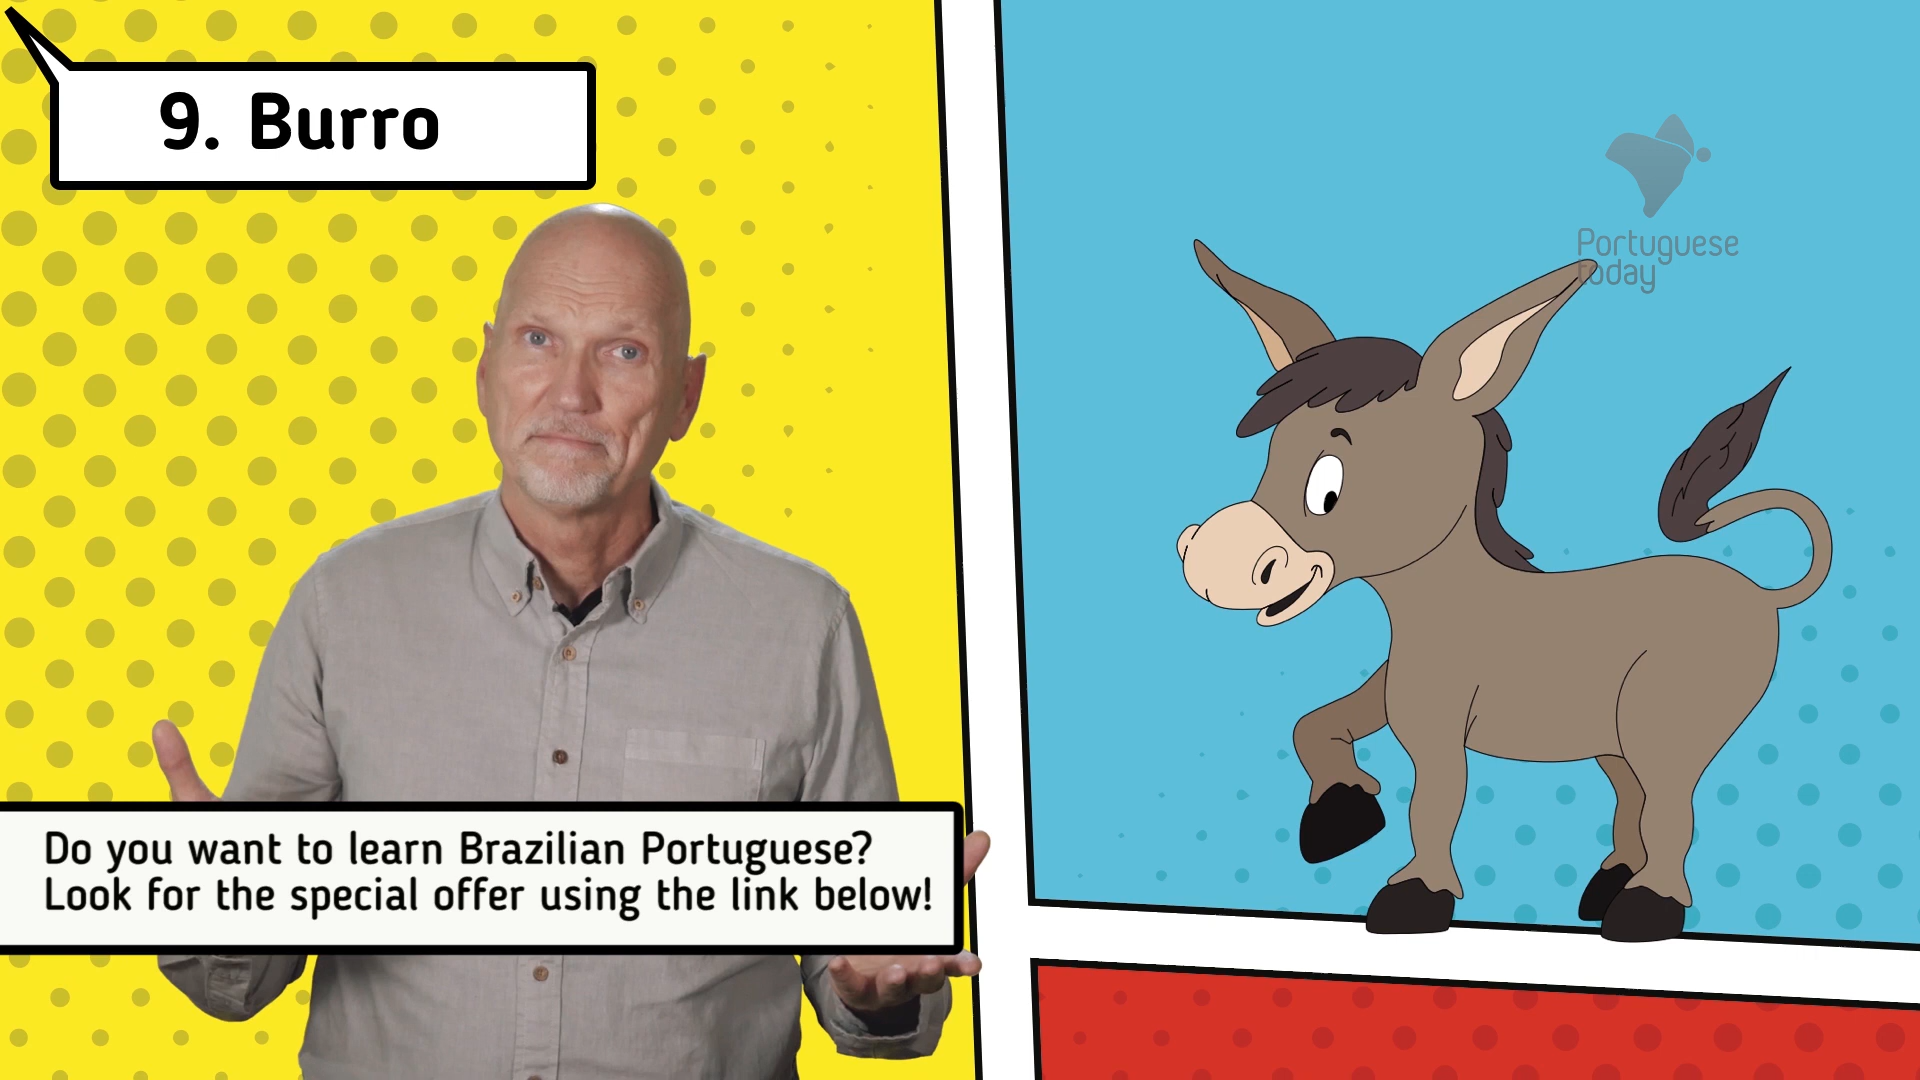 9. Burro
Portuguese
today
Do you want to learn Brazilian Portuguese?
Look for the special offer using the link below!